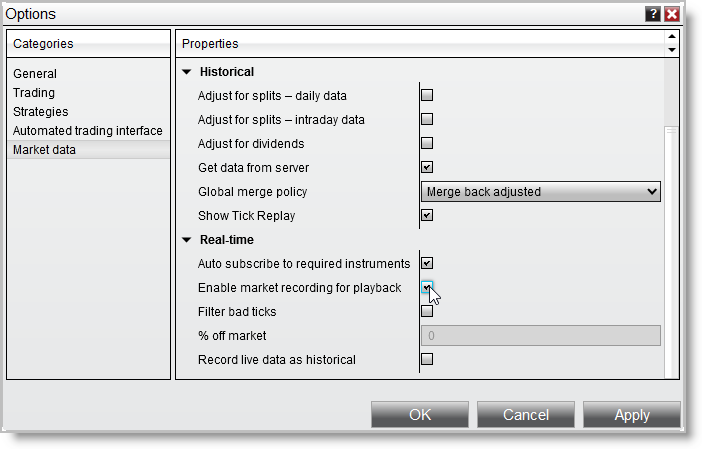 Options
Categories
General
Trading
Strategies
Automated trading interface
Market data
Properties
Historical
Adjust for splits – daily data
Adjust for splits – intraday data
Adjust for dividends
Get data from server
Global merge policy Merge back adjusted
Show Tick Replay
Real-time
Auto subscribe to required instruments
Enable market recording for playback
Filter bad ticks
% off market 0
Record live data as historical
OK Cancel Apply